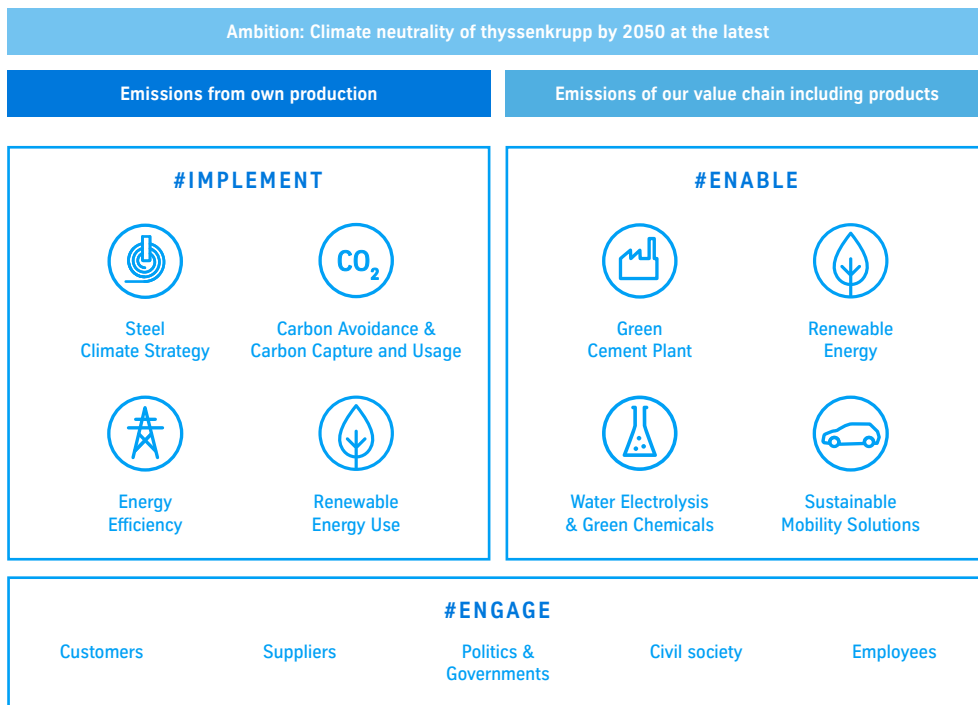 Ambition: Climate neutrality of thyssenkrupp by 2050 at the latest
Emissions from own production
Emissions of our value chain including products
#IMPLEMENT
CO2
Steel
Climate Strategy
Carbon Avoidance &
Carbon Capture and Usage
Energy
Efficiency
Renewable
Energy Use
#ENABLE
Green
Cement Plant
Renewable
Energy
Water Electrolysis
& Green Chemicals
Sustainable
Mobility Solutions
#ENGAGE
Customers
Suppliers
Politics &
Governments
Civil society
Employees